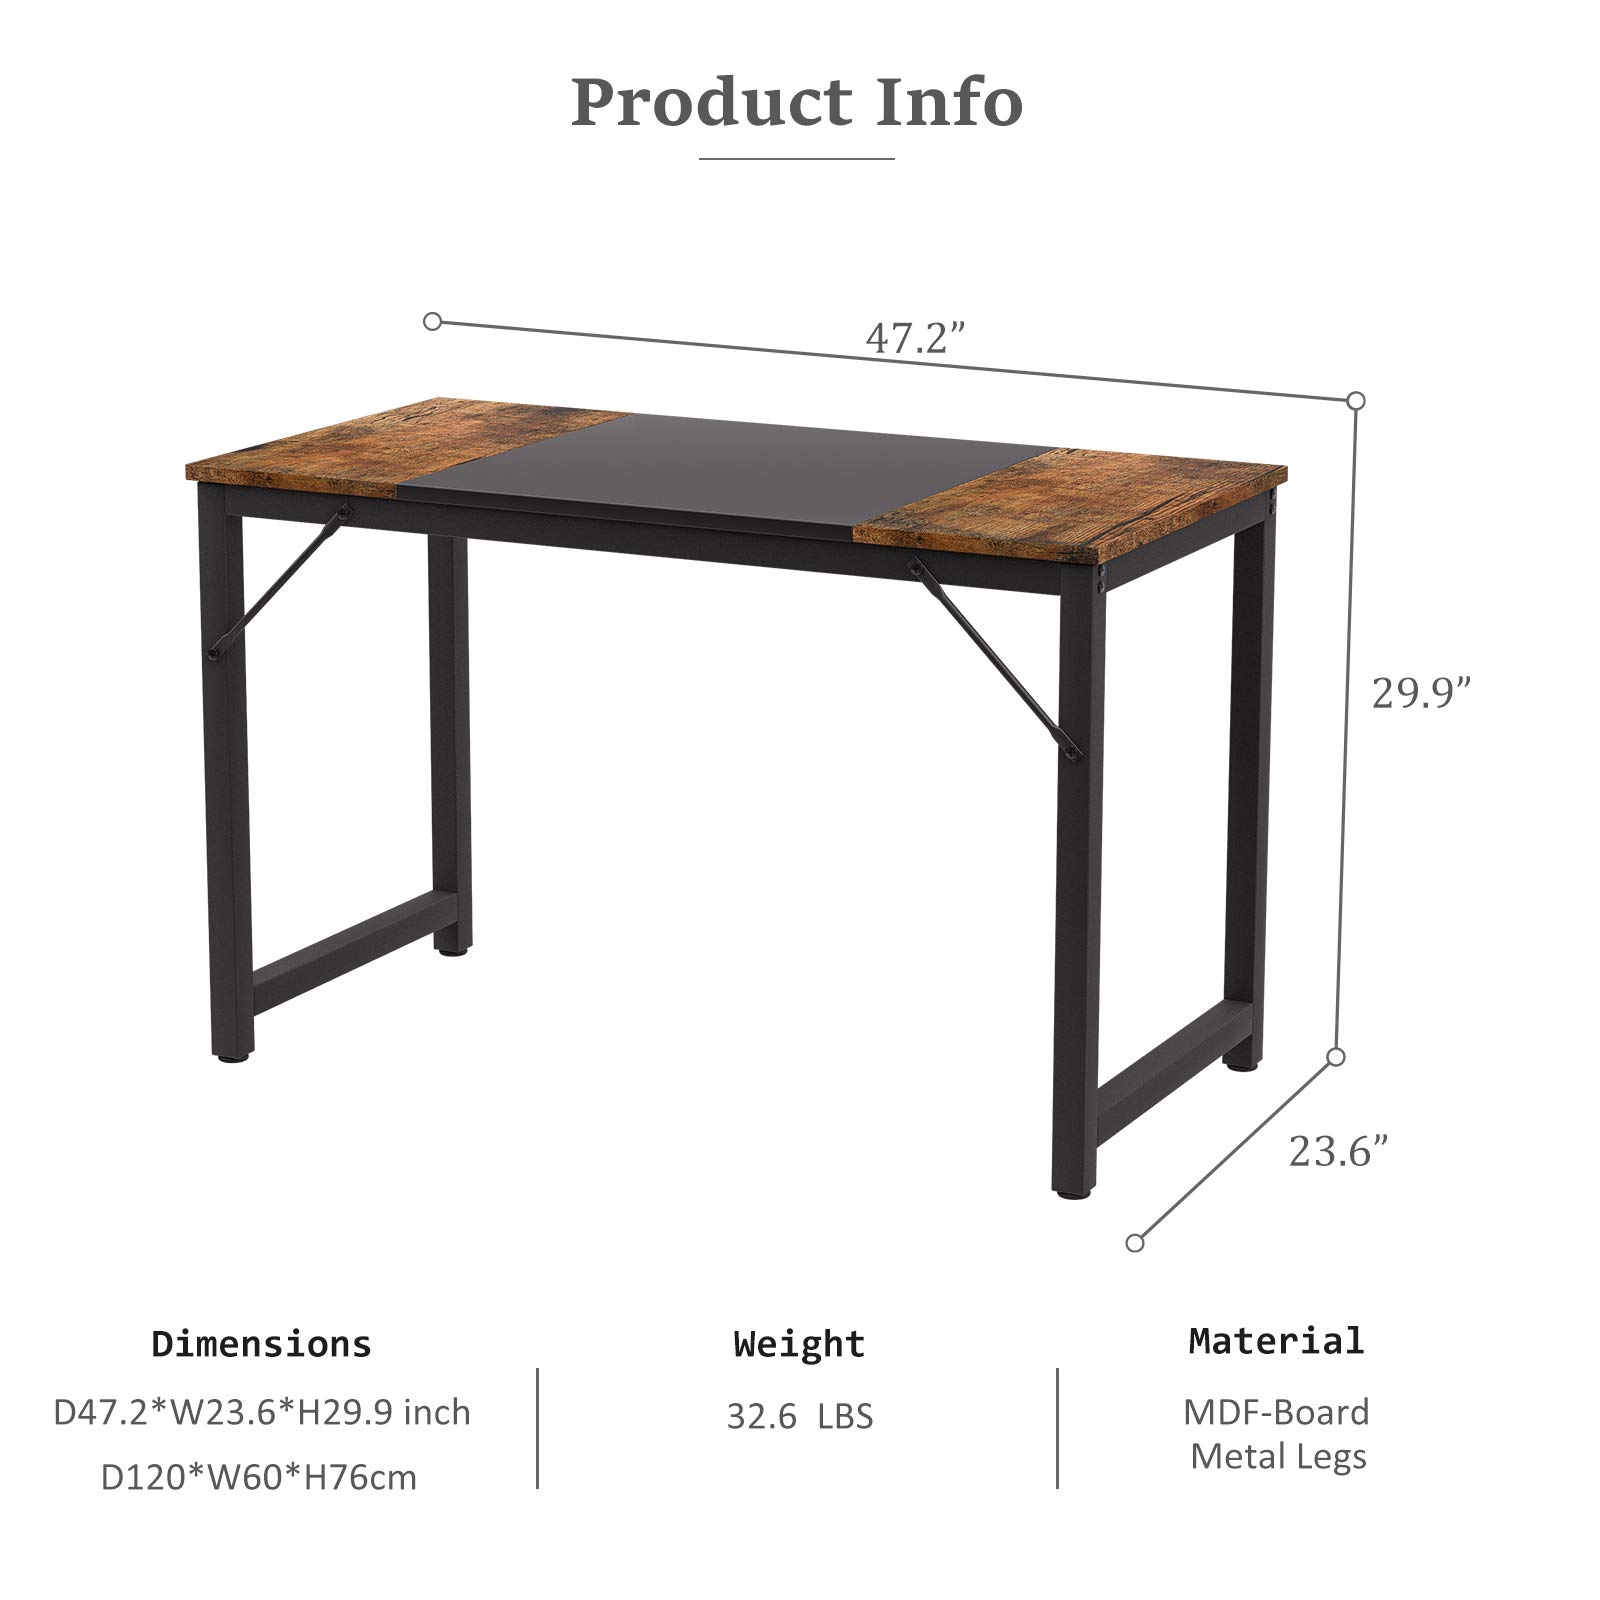 Product Info
47.2”
29.9”
23.6”
Dimensions
D47.2*W23.6*H29.9 inch
D120*W60*H76cm
Weight
32.6 LBS
Material
MDF-Board
Metal Legs